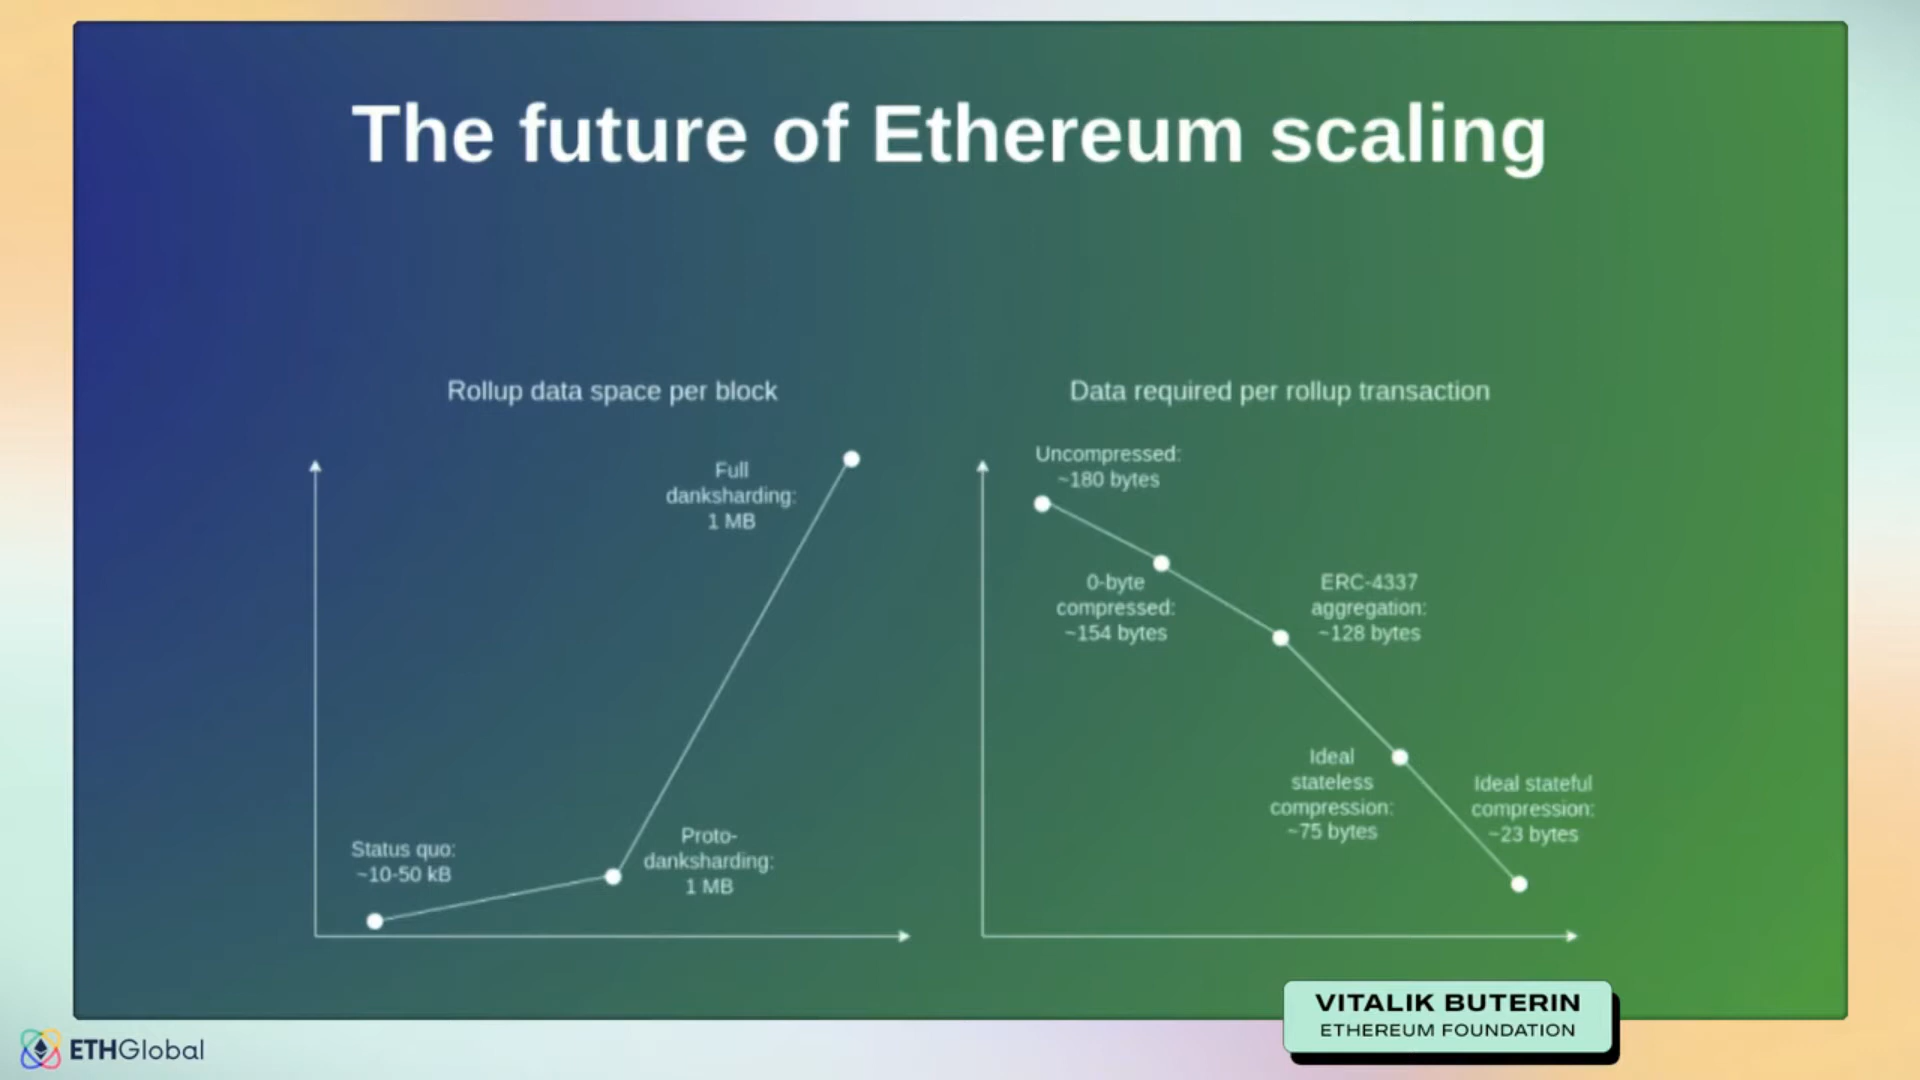 The future of Ethereum scaling
Rollup data space per block
Full
danksharding:
1 MB
Status quo:
~10-50 kB
Proto-
danksharding:
1 MB
Data required per rollup transaction
Uncompressed:
~180 bytes
0-byte
compressed:
~154 bytes
ERC-4337
aggregation:
~128 bytes
Ideal
stateless
compression:
~75 bytes
Ideal stateful
compression:
~23 bytes
VITALIK BUTERIN
ETHEREUM FOUNDATION
ETHGlobal